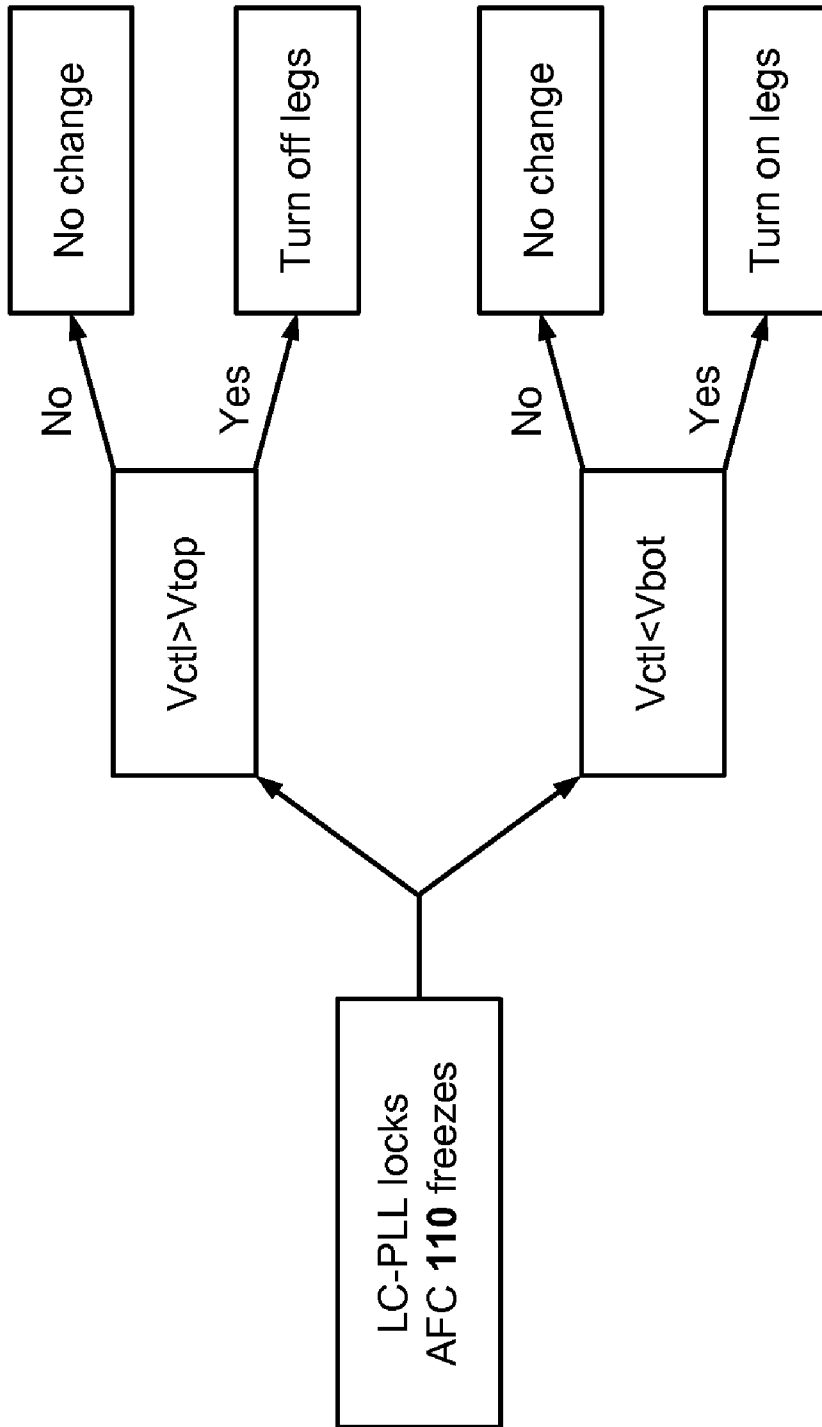 LC-PLL locks
AFC 110 freezes
Vctl>Vtop
No
No change
Yes
Turn off legs
Vctl<Vbot
No
No change
Yes
Turn on legs